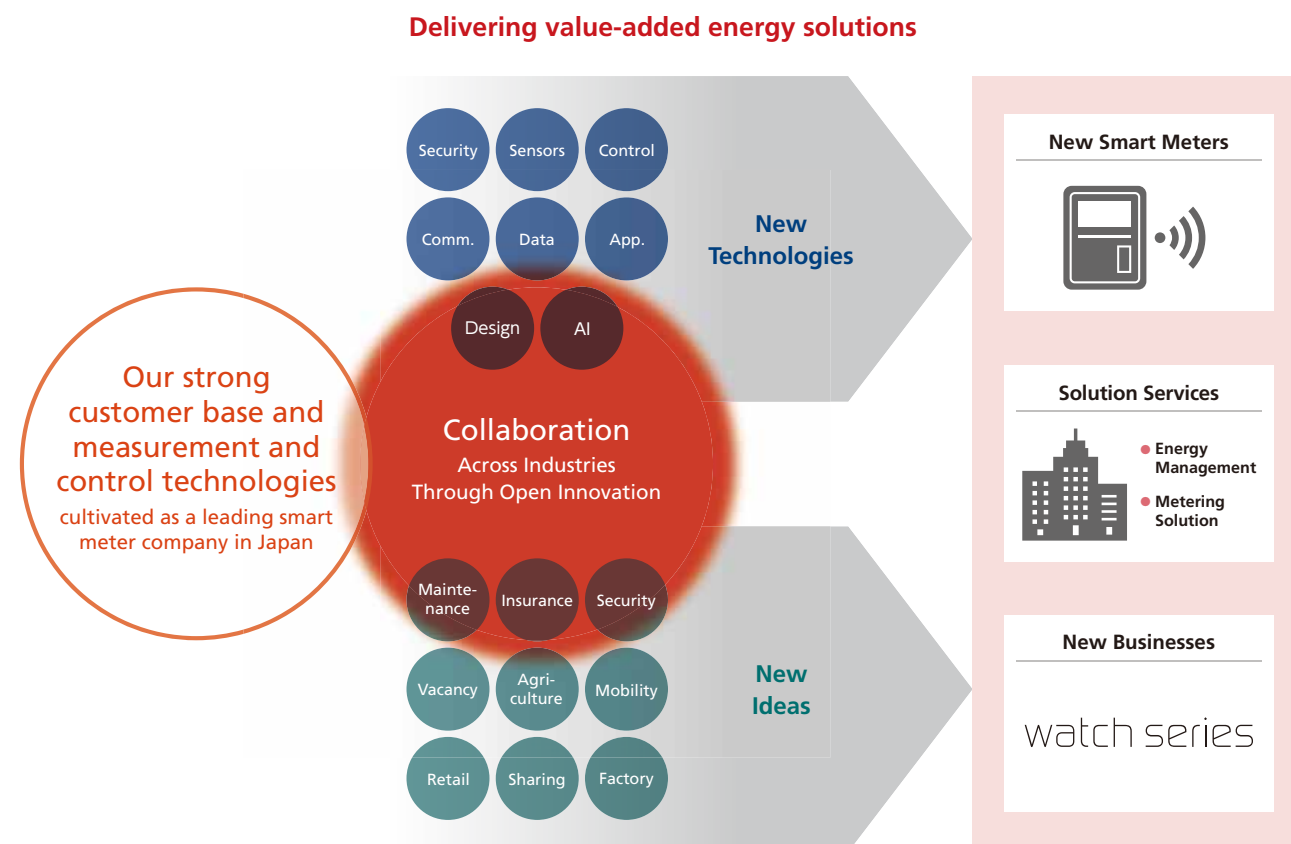 Delivering value-added energy solutions
Our strong
customer base and
measurement and
control technologies
cultivated as a leading smart
meter company in Japan
Security
Sensors
Control
Comm.
Data
App.
Design
AI
New
Technologies
Collaboration
Across Industries
Through Open Innovation
Mainte-
nance
Insurance
Security
Vacancy
Agri-
culture
Mobility
Retail
Sharing
Factory
New
Ideas
New Smart Meters
Solution Services
Energy
Management
Metering
Solution
New Businesses
watch series